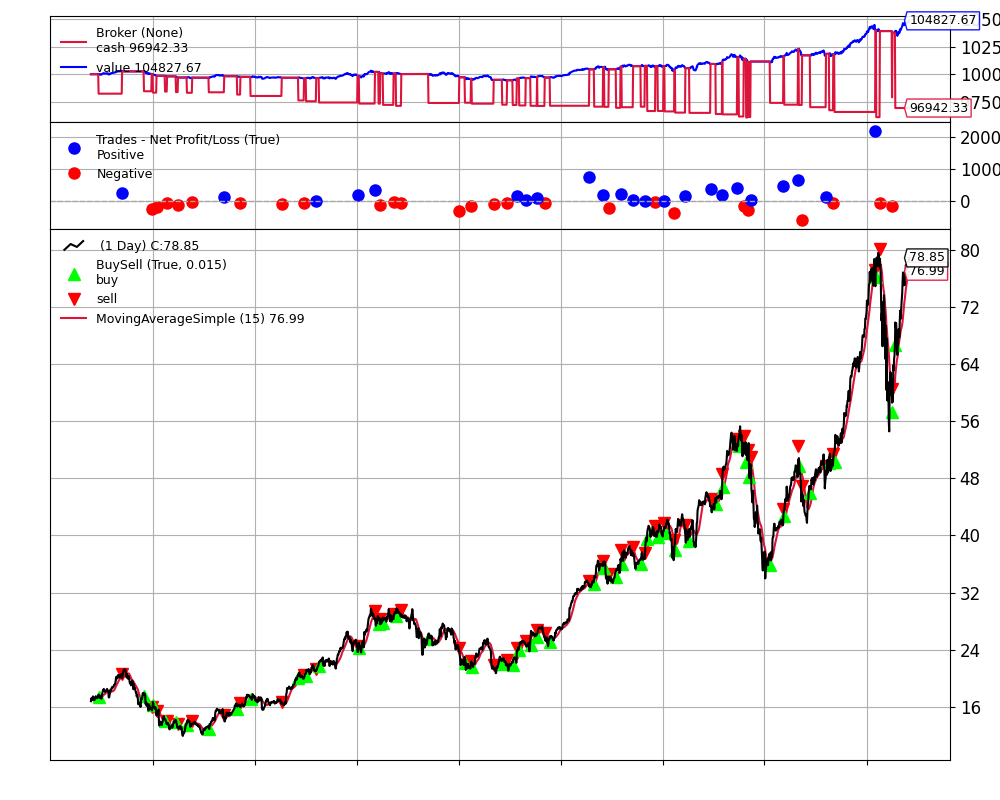 Broker (None)
cash 96942.33
value 104827.67
104827.67
1025
1000
96942.33
Trades - Net Profit/Loss (True)
Positive
Negative
2000
1000
0
(1 Day) C:78.85
BuySell (True, 0.015)
buy
sell
MovingAverageSimple (15) 76.99
80
78.85
76.99
72
64
56
48
40
32
24
16